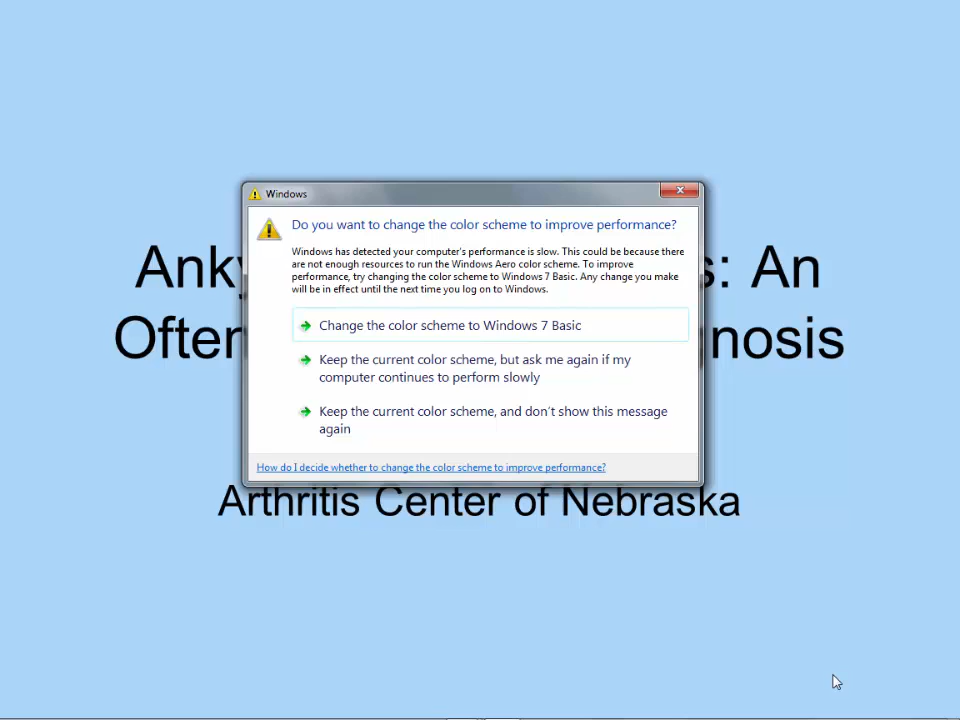 Windows
Do you want to change the color scheme to improve performance?
Windows has detected your computer's performance is slow. This could be because there
are not enough resources to run the Windows Aero color scheme. To improve
performance, try changing the color scheme to Windows 7 Basic. Any change you make
will be in effect until the next time you log on to Windows.
Change the color scheme to Windows 7 Basic
Keep the current color scheme, but ask me again if my
computer continues to perform slowly
Keep the current color scheme, and don't show this message
again
How do I decide whether to change the color scheme to improve performance?
Anky s: An
Often gnosis
Arthritis Center of Nebraska